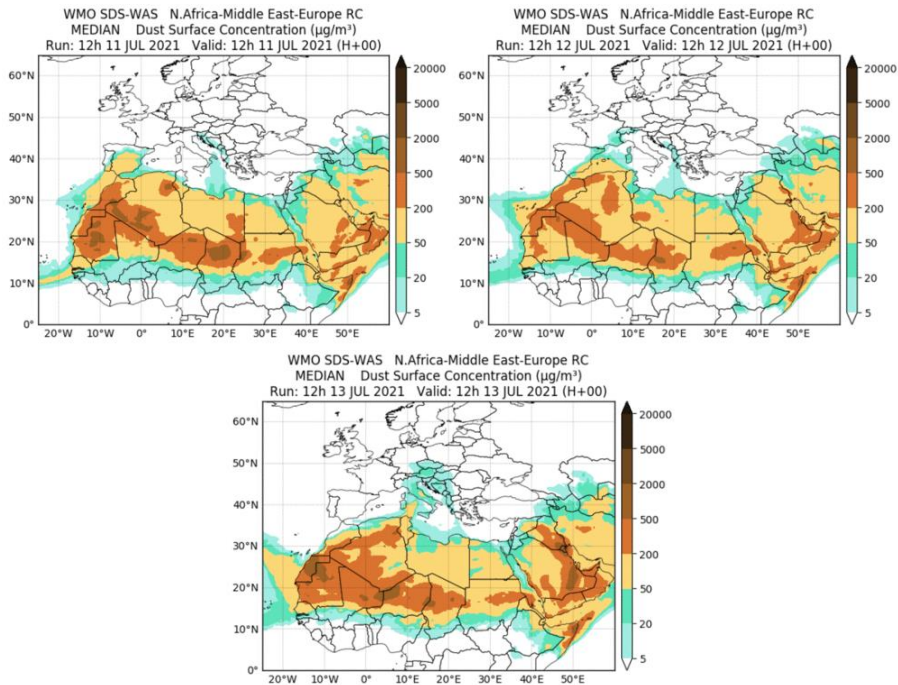 WMO SDS-WAS N.Africa-Middle East-Europe RC
MEDIAN Dust Surface Concentration (µg/m³)
Run: 12h 11 JUL 2021 Valid: 12h 11 JUL 2021 (H+00)
60°N
50°N
40°N
30°N
20°N
10°N
0°
20°W 10°W 0° 10°E 20°E 30°E 40°E 50°E
20000
5000
2000
500
200
50
20
5
WMO SDS-WAS N.Africa-Middle East-Europe RC
MEDIAN Dust Surface Concentration (µg/m³)
Run: 12h 12 JUL 2021 Valid: 12h 12 JUL 2021 (H+00)
60°N
50°N
40°N
30°N
20°N
10°N
0°
20°W 10°W 0° 10°E 20°E 30°E 40°E 50°E
20000
5000
2000
500
200
50
20
5
WMO SDS-WAS N.Africa-Middle East-Europe RC
MEDIAN Dust Surface Concentration (µg/m³)
Run: 12h 13 JUL 2021 Valid: 12h 13 JUL 2021 (H+00)
60°N
50°N
40°N
30°N
20°N
10°N
0°
20°W 10°W 0° 10°E 20°E 30°E 40°E 50°E
20000
5000
2000
500
200
50
20
5